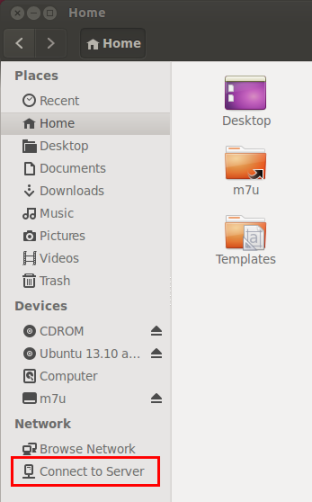 Home
Home
Places
Recent
Home
Desktop
Documents
Downloads
Music
Pictures
Videos
Trash
Devices
CDROM
Ubuntu 13.10 a...
Computer
m7u
Network
Browse Network
Connect to Server
Desktop
m7u
a
Templates